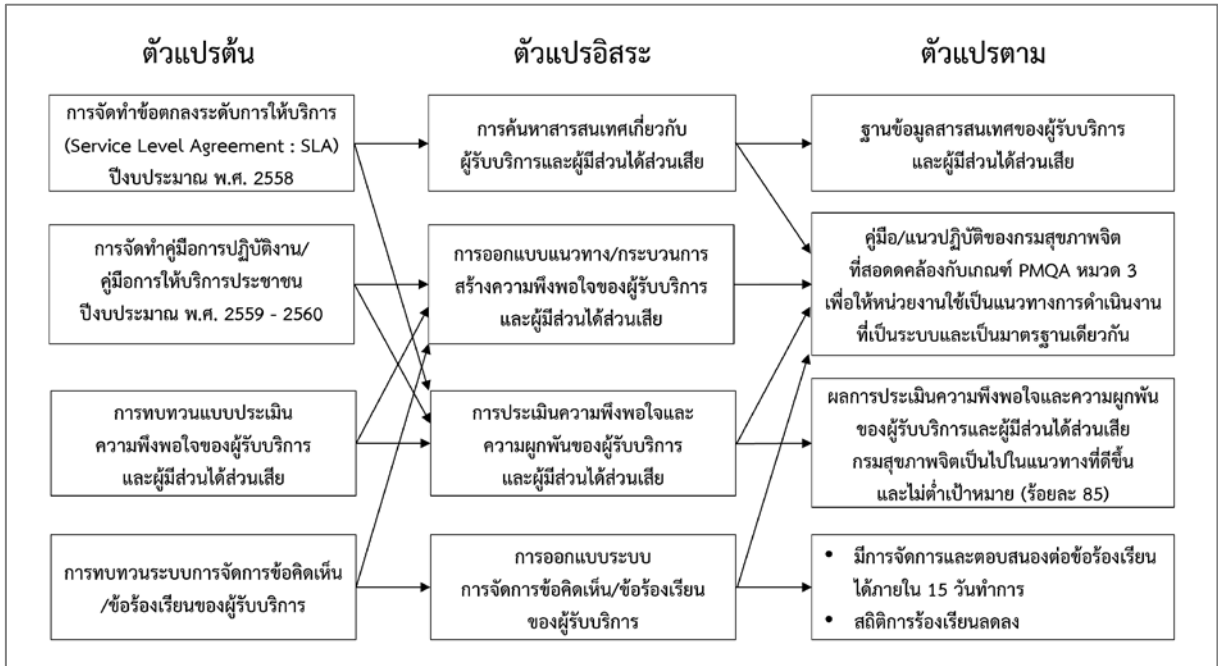 ตัวแปรต้น
การจัดทำข้อตกลงระดับการให้บริการ
(Service Level Agreement : SLA)
ปีงบประมาณ พ.ศ. 2558
การจัดทำคู่มือการปฏิบัติงาน/
คู่มือการให้บริการประชาชน
ปีงบประมาณ พ.ศ. 2559 - 2560
การทบทวนแบบประเมิน
ความพึงพอใจของผู้รับบริการ
และผู้มีส่วนได้ส่วนเสีย
การทบทวนระบบการจัดการข้อคิดเห็น
/ข้อร้องเรียนของผู้รับบริการ
ตัวแปรอิสระ
การค้นหาสารสนเทศเกี่ยวกับ
ผู้รับบริการและผู้มีส่วนได้ส่วนเสีย
การออกแบบแนวทาง/กระบวนการ
สร้างความพึงพอใจของผู้รับบริการ
และผู้มีส่วนได้ส่วนเสีย
การประเมินความพึงพอใจและ
ความผูกพันของผู้รับบริการ
และผู้มีส่วนได้ส่วนเสีย
การออกแบบระบบ
การจัดการข้อคิดเห็น/ข้อร้องเรียน
ของผู้รับบริการ
ตัวแปรตาม
ฐานข้อมูลสารสนเทศของผู้รับบริการ
และผู้มีส่วนได้ส่วนเสีย
คู่มือ/แนวปฏิบัติของกรมสุขภาพจิต
ที่สอดดคล้องกับเกณฑ์ PMQA หมวด 3
เพื่อให้หน่วยงานใช้เป็นแนวทางการดำเนินงาน
ที่เป็นระบบและเป็นมาตรฐานเดียวกัน
ผลการประเมินความพึงพอใจและความผูกพัน
ของผู้รับบริการและผู้มีส่วนได้ส่วนเสีย
กรมสุขภาพจิตเป็นไปในแนวทางที่ดีขึ้น
และไม่ต่ำเป้าหมาย (ร้อยละ 85)
• มีการจัดการและตอบสนองต่อข้อร้องเรียน
ได้ภายใน 15 วันทำการ
• สถิติการร้องเรียนลดลง